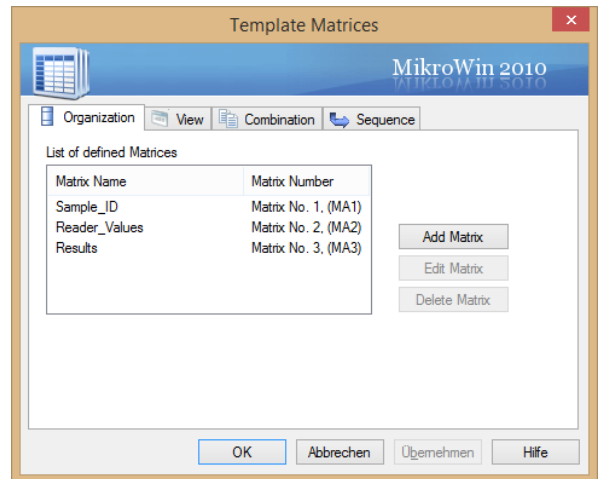 Template Matrices
MikroWin 2010
Organization View Combination Sequence
List of defined Matrices
Matrix Name Matrix Number
Sample_ID Matrix No. 1, (MA1)
Reader_Values Matrix No. 2, (MA2)
Results Matrix No. 3, (MA3)
Add Matrix
Edit Matrix
Delete Matrix
OK Abbrechen Übernehmen Hilfe